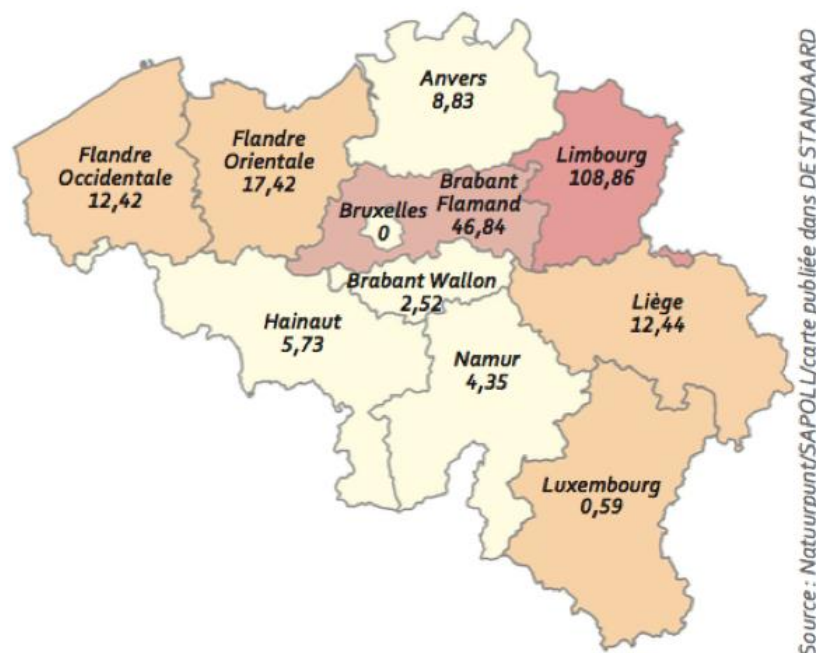 Anvers
8,83
Flandre
Occidentale
12,42
Flandre
Orientale
17,42
Limbourg
108,86
Brabant
Flamand
46,84
Bruxelles
0
Brabant Wallon
2,52
Liège
12,44
Hainaut
5,73
Namur
4,35
Luxembourg
0,59
Source : Natuurpunt/SAPOLL/carte publiée dans DE STANDAARD